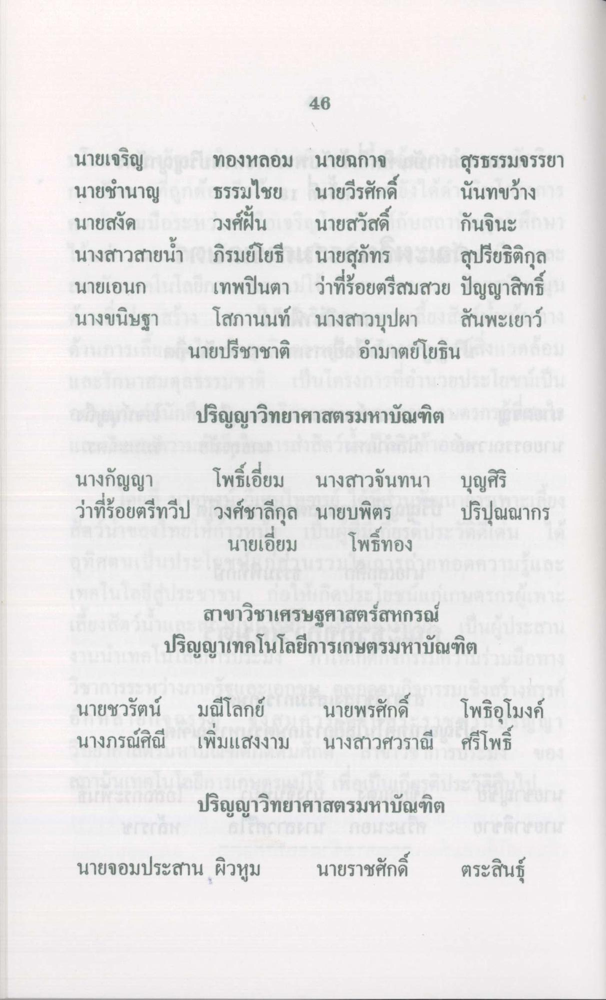 46
นายเจริญ ทองหลอม นายฉกาจ สุรธรรมจรรยา
นายชำนาญ ธรรมไชย นายวีรศักดิ์ นันทขว้าง
นายสงัด วงศ์ฝั้น นายสวัสดิ์ กันจินะ
นางสาวสายน้ำ ภิรมย์โยธี นายสุภัทร สุปรียธิติกุล
นายเอนก เทพปินตา ว่าที่ร้อยตรีสมสวย ปัญญาสิทธิ์
นางขนิษฐา โสภานนท์ นางสาวบุปผา สันพะเยาว์
นายปรีชาชาติ อำมาตย์โยธิน
ปริญญาวิทยาศาสตรมหาบัณฑิต
นางกัญญา โพธิ์เอี่ยม นางสาวจันทนา บุญศิริ
ว่าที่ร้อยตรีทวีป วงศ์ชาลีกุล นายบพิตร ปริปุณณากร
นายเอี่ยม โพธิ์ทอง
สาขาวิชาเศรษฐศาสตร์สหกรณ์
ปริญญาเทคโนโลยีการเกษตรมหาบัณฑิต
นายชวรัตน์ มณีโลกย์ นายพรศักดิ์ โพธิอุโมงค์
นางภรณ์ศิณี เพิ่มแสงงาม นางสาวศวราณี ศรีโพธิ์
ปริญญาวิทยาศาสตรมหาบัณฑิต
นายจอมประสาน ผิวหูม นายราชศักดิ์ ตระสินธุ์